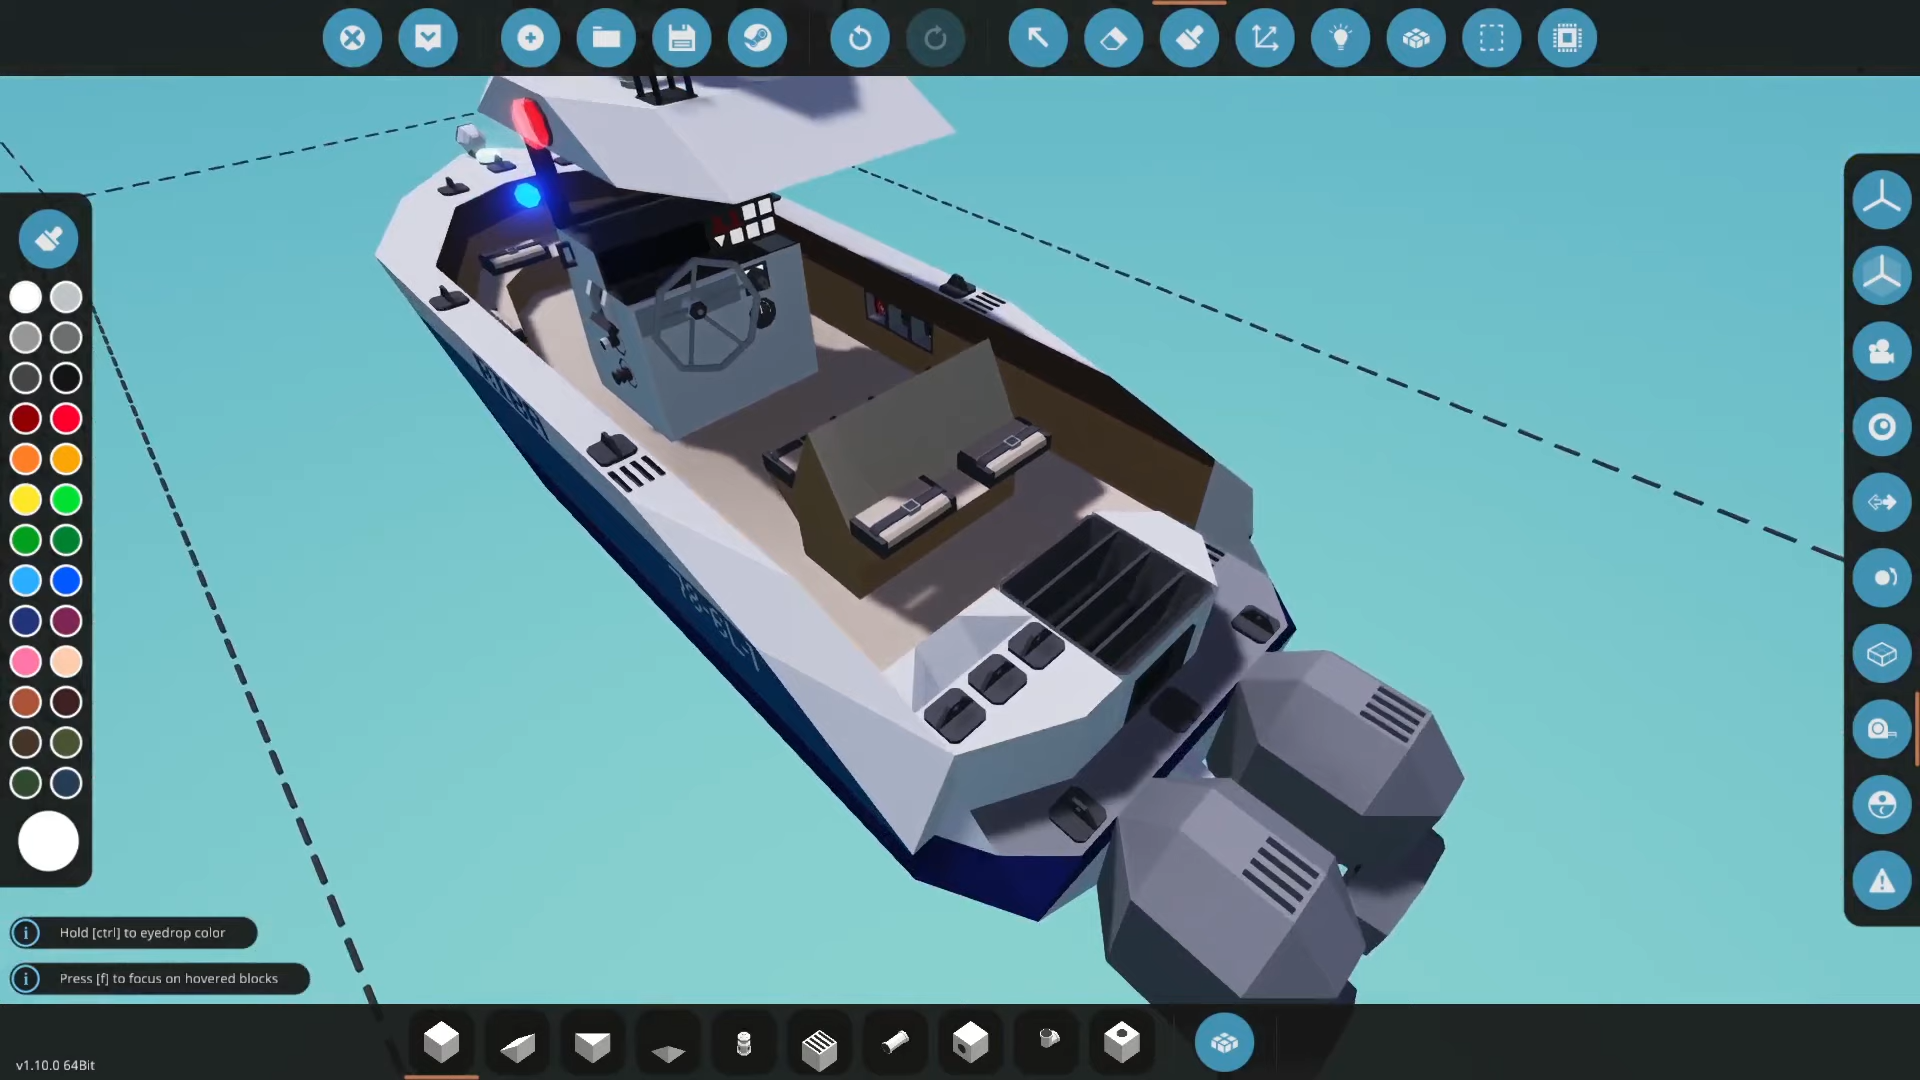 Hold [ctrl] to eyedrop color
Press [f] to focus on hovered blocks
v1.10.0 64Bit